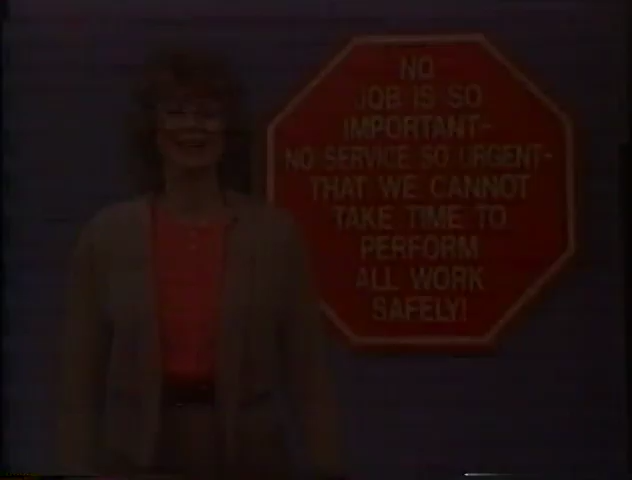 NO
JOB IS SO
IMPORTANT-
NO SERVICE SO URGENT-
THAT WE CANNOT
TAKE TIME TO
PERFORM
ALL WORK
SAFELY!